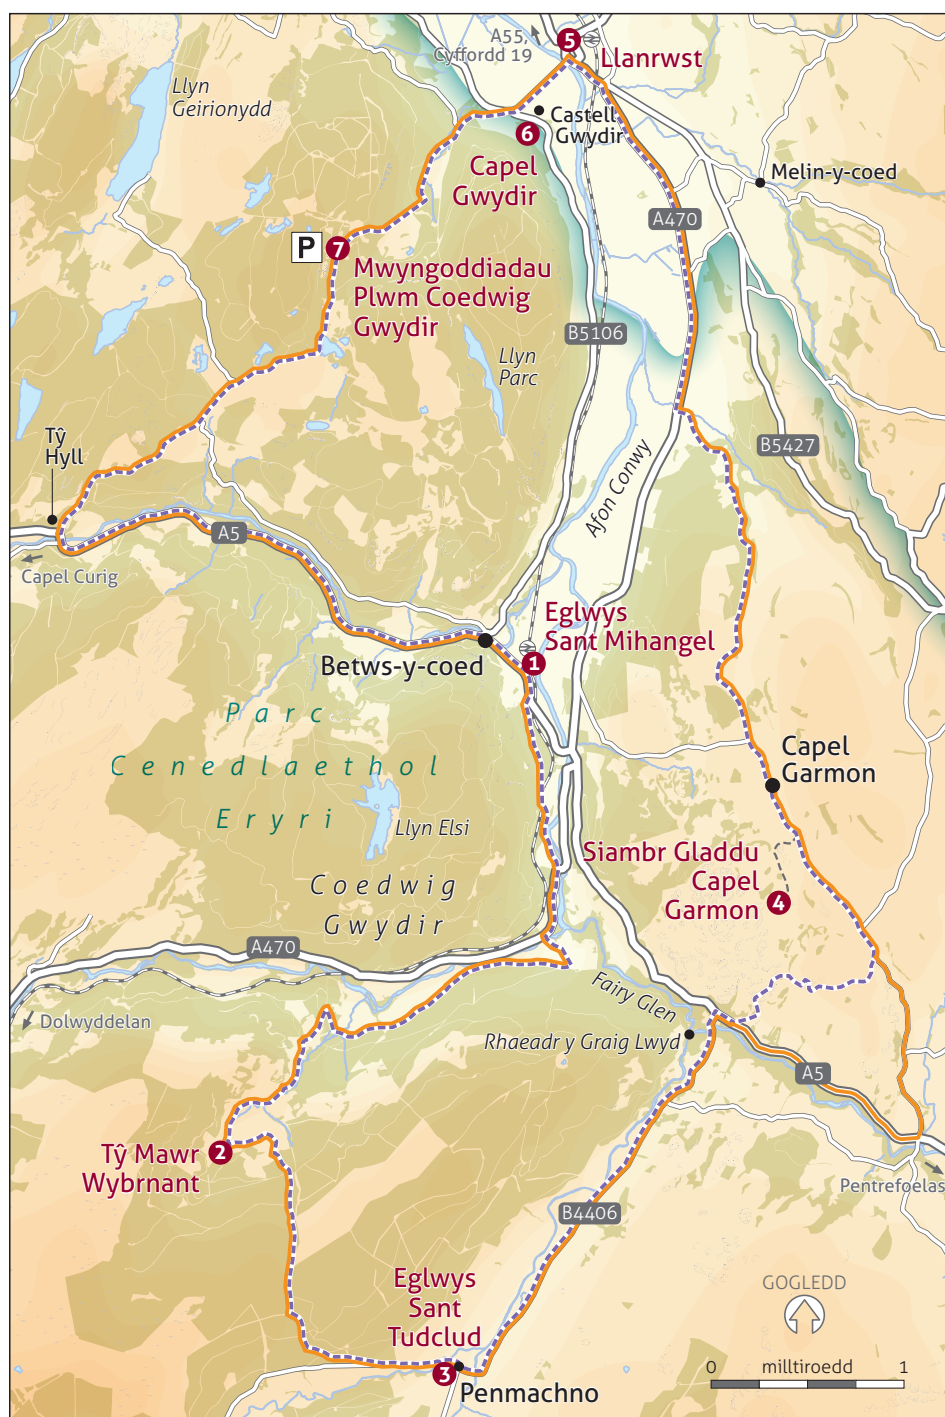 A55,
Cyffordd 19
5
Llanrwst
Llyn
Geirionydd
Castell
Gwydir
6
Capel
Gwydir
Melin-y-coed
A470
P
7
Mwyngoddiadau
Plwm Coedwig
Gwydir
B5106
Llyn
Parc
Tŷ
Hyll
B5427
Afon Conwy
A5
Capel Curig
Eglwys
Sant Mihangel
1
Betws-y-coed
Parc
Cenedlaethol
Eryri
Capel
Garmon
Llyn Elsi
Siambr Gladdu
Capel
Garmon
4
Coedwig
Gwydir
A470
Fairy Glen
Dolwyddelan
Rhaeadr y Graig Lwyd
A5
Tŷ Mawr
Wybrnant
2
Pentrefoelas
B4406
Eglwys
Sant
Tudclud
3
Penmachno
GOGLEDD
0 milltiroedd 1